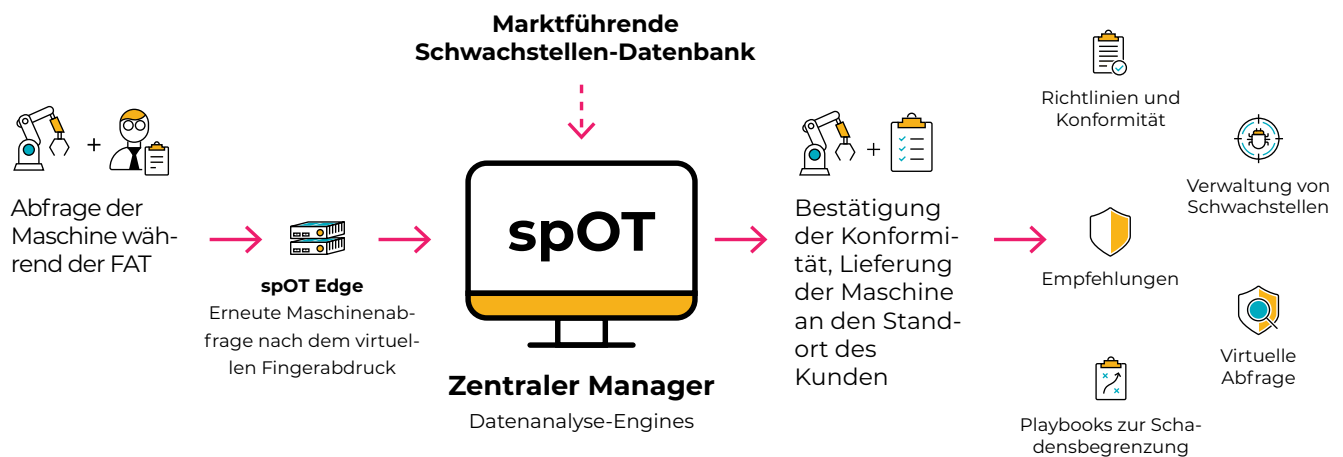 Marktführende
Schwachstellen-Datenbank
+
Abfrage der
Maschine wäh-
rend der FAT
spOT Edge
Erneute Maschinenab-
frage nach dem virtuel-
len Fingerabdruck
spOT
Zentraler Manager
Datenanalyse-Engines
+
Bestätigung
der Konformi-
tät, Lieferung
der Maschine
an den Stand-
ort des
Kunden
Richtlinien und
Konformität
Verwaltung von
Schwachstellen
Empfehlungen
Virtuelle
Abfrage
Playbooks zur Scha-
densbegrenzung